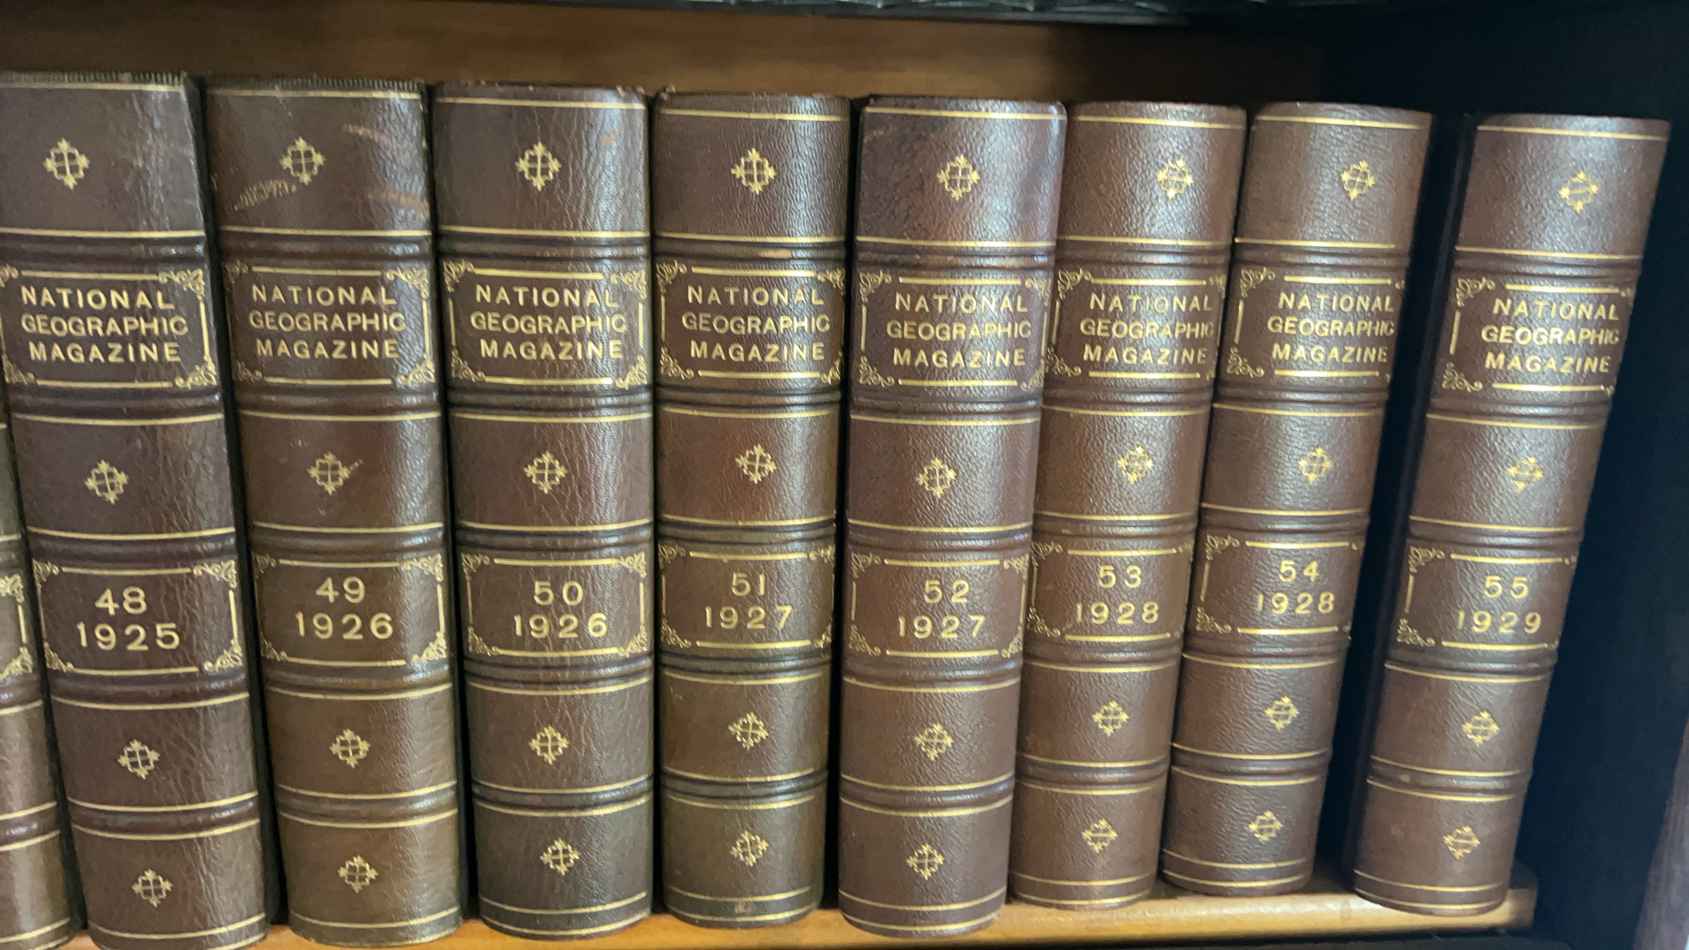 NATIONAL
GEOGRAPHIC
MAGAZINE
48
1925
NATIONAL
GEOGRAPHIC
MAGAZINE
49
1926
NATIONAL
GEOGRAPHIC
MAGAZINE
50
1926
NATIONAL
GEOGRAPHIC
MAGAZINE
51
1927
NATIONAL
GEOGRAPHIC
MAGAZINE
52
1927
NATIONAL
GEOGRAPHIC
MAGAZINE
53
1928
NATIONAL
GEOGRAPHIC
MAGAZINE
54
1928
NATIONAL
GEOGRAPHIC
MAGAZINE
55
1929